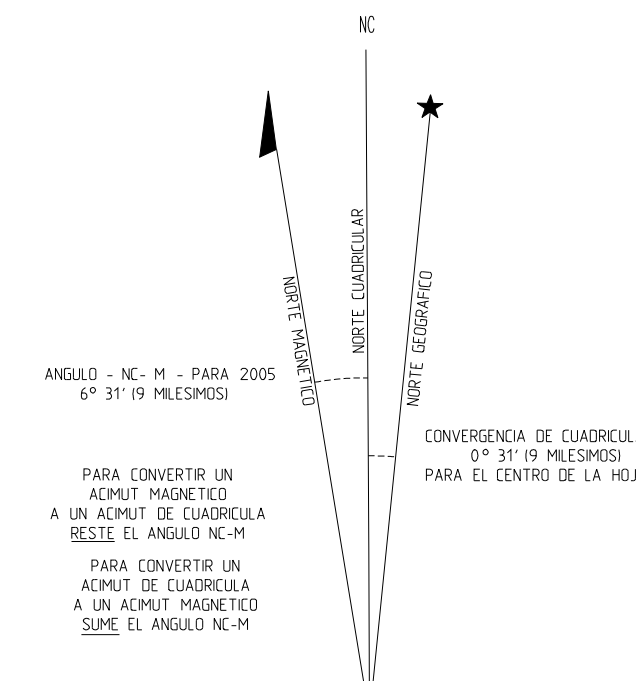 NC
NORTE MAGNETICO
NORTE CUADRICULAR
NORTE GEOGRAFICO
ANGULO - NC- M - PARA 2005
6° 31' (9 MILESIMOS)
CONVERGENCIA DE CUADRICUL
0° 31' (9 MILESIMOS)
PARA EL CENTRO DE LA HOJ
PARA CONVERTIR UN
ACIMUT MAGNETICO
A UN ACIMUT DE CUADRICULA
RESTE EL ANGULO NC-M
PARA CONVERTIR UN
ACIMUT DE CUADRICULA
A UN ACIMUT MAGNETICO
SUME EL ANGULO NC-M